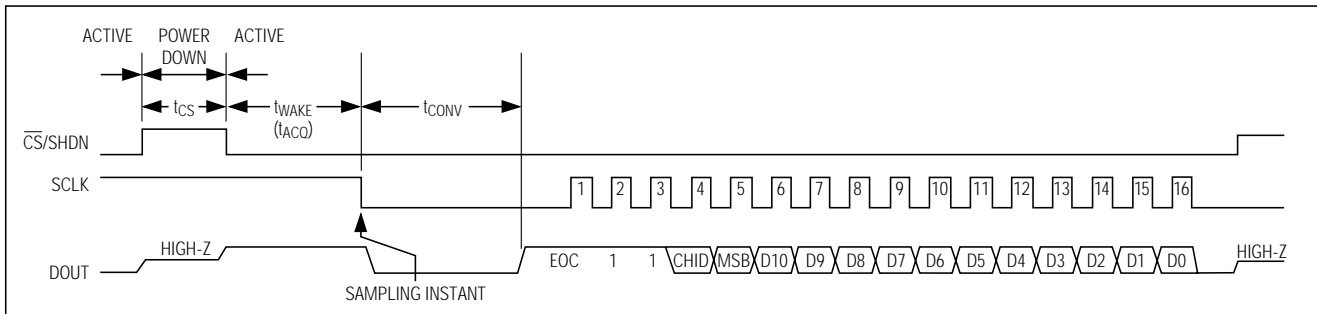 ACTIVE POWER DOWN ACTIVE
tCS tWAKE (tACQ) tCONV
CS/SHDN
SCLK 1 2 3 4 5 6 7 8 9 10 11 12 13 14 15 16
DOUT HIGH-Z EOC 1 1 CHID MSB D10 D9 D8 D7 D6 D5 D4 D3 D2 D1 D0 HIGH-Z
SAMPLING INSTANT